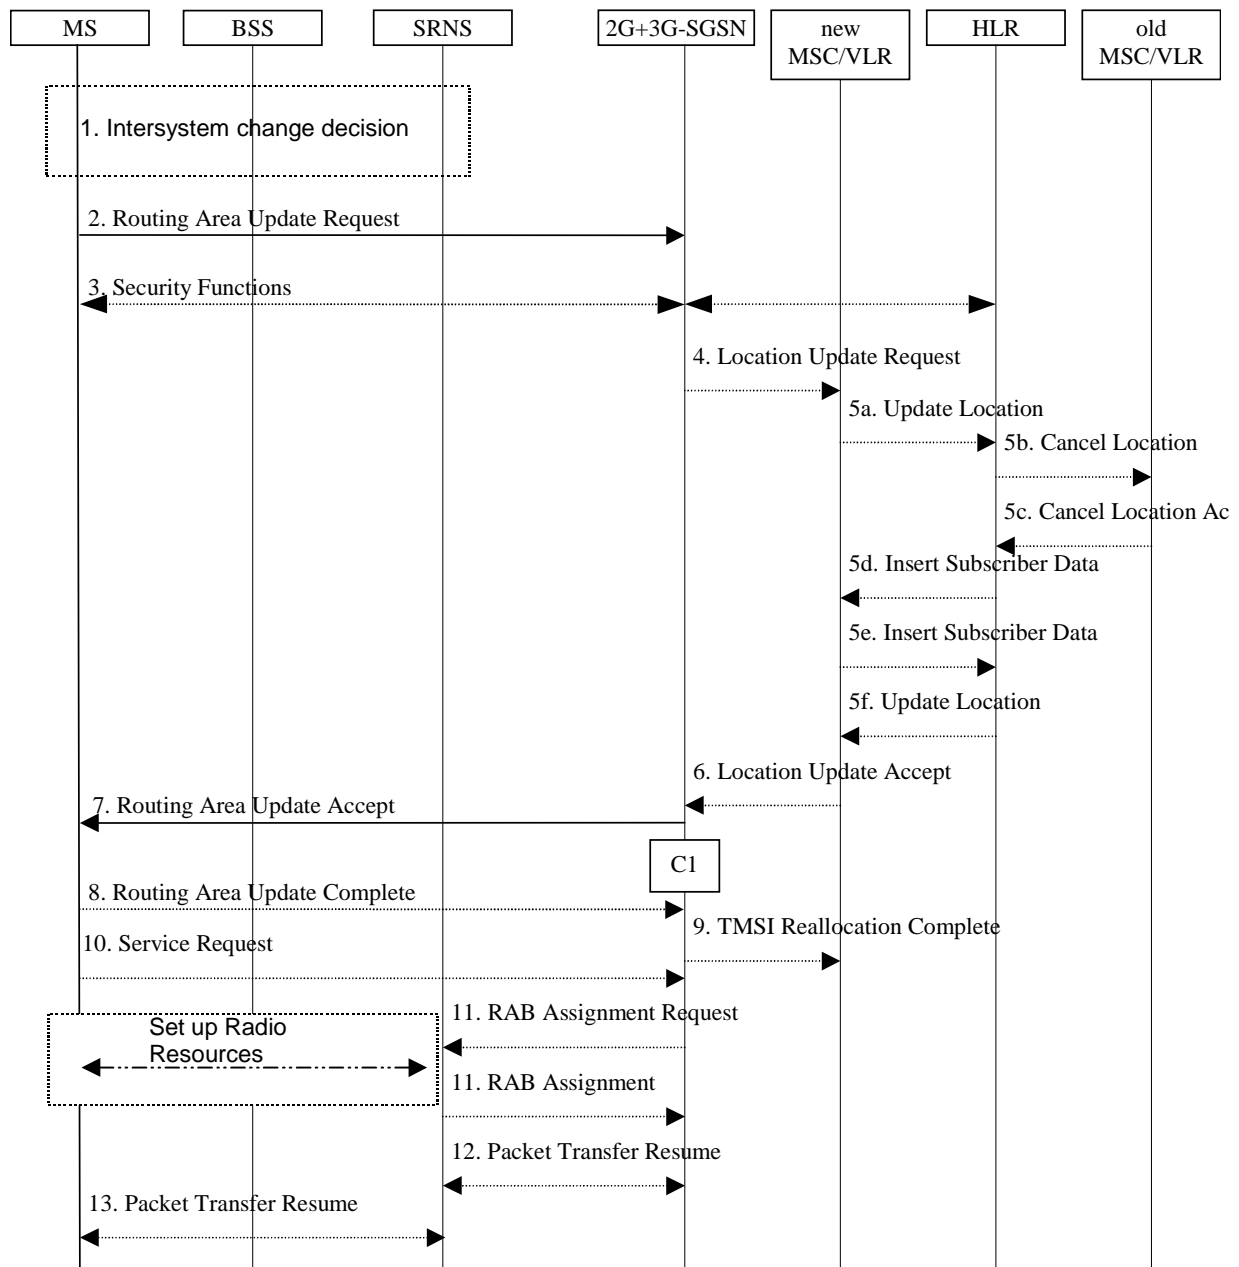 MS
BSS
SRNS
2G+3G-SGSN
new
MSC/VLR
HLR
old
MSC/VLR
1. Intersystem change decision
2. Routing Area Update Request
3. Security Functions
4. Location Update Request
5a. Update Location
5b. Cancel Location
5c. Cancel Location Ac
5d. Insert Subscriber Data
5e. Insert Subscriber Data
5f. Update Location
6. Location Update Accept
7. Routing Area Update Accept
C1
8. Routing Area Update Complete
9. TMSI Reallocation Complete
10. Service Request
11. RAB Assignment Request
Set up Radio
Resources
11. RAB Assignment
12. Packet Transfer Resume
13. Packet Transfer Resume